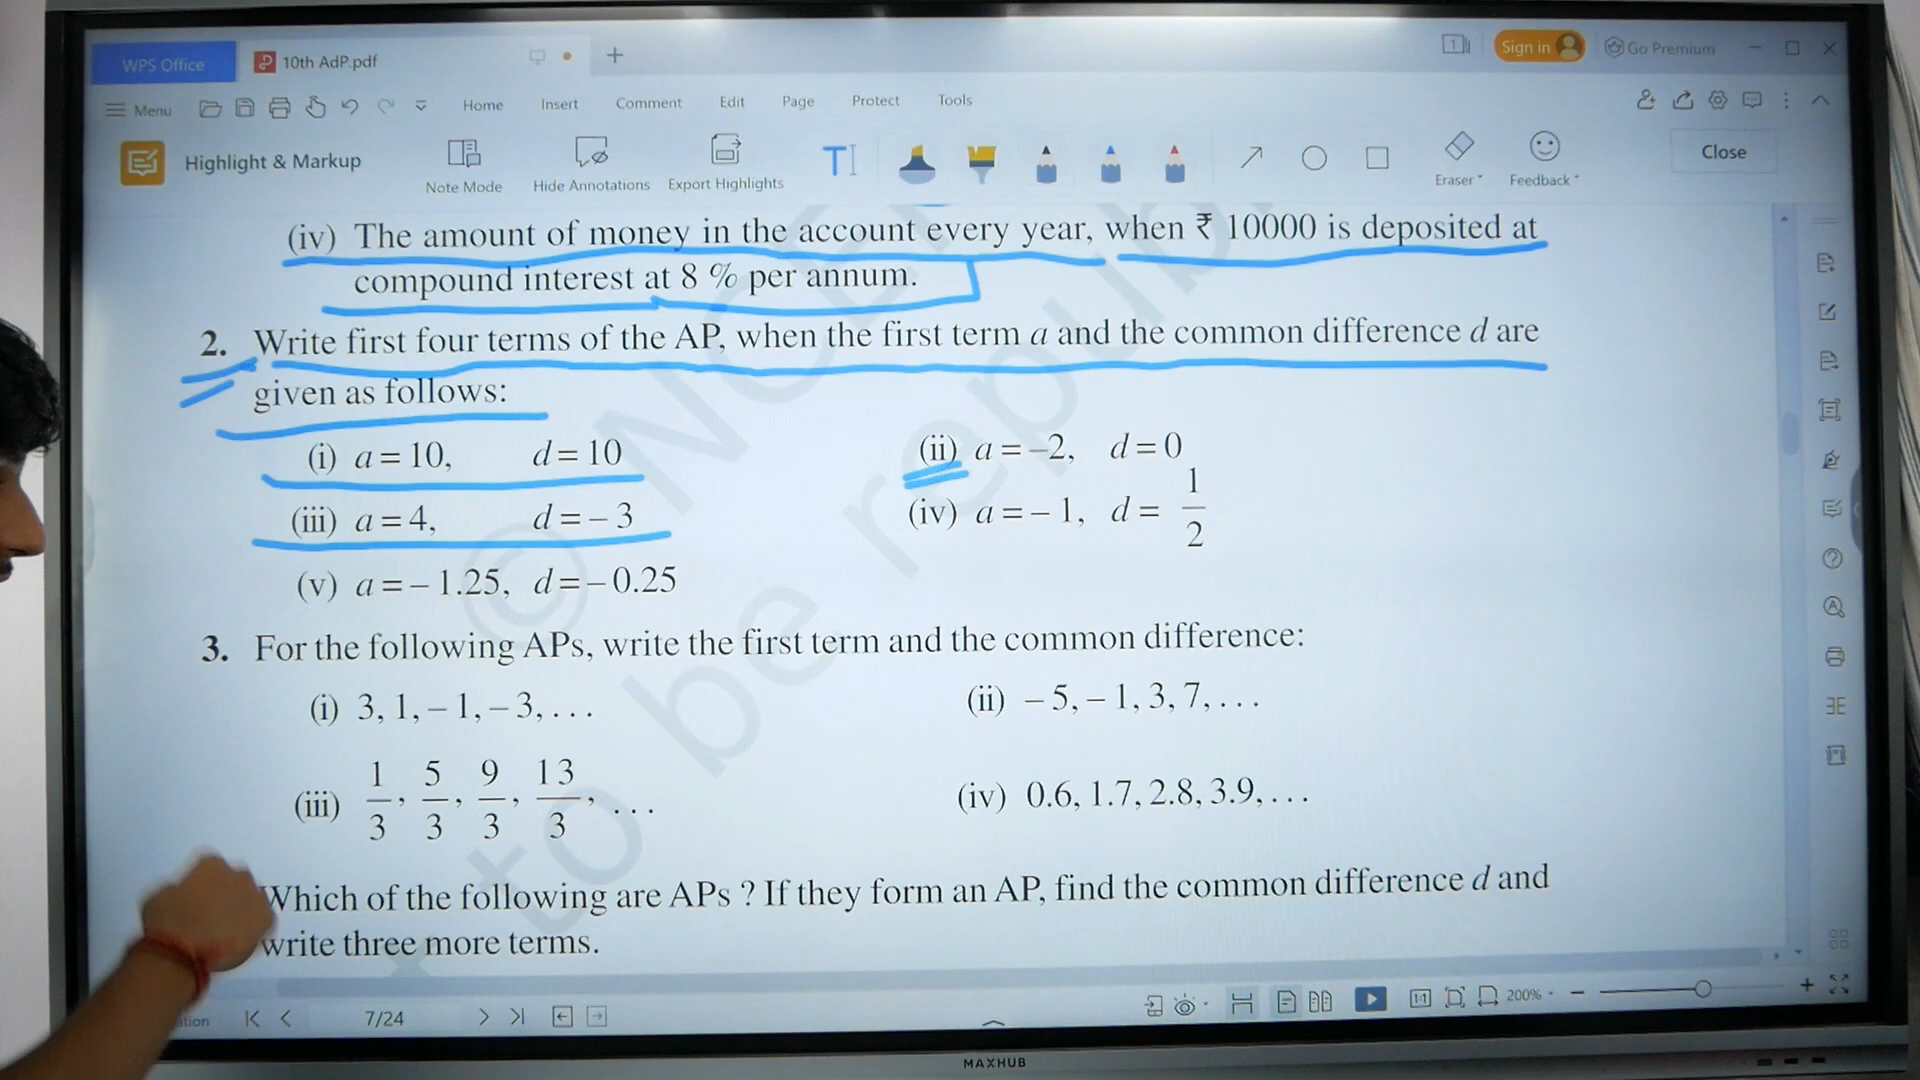 WPS Office
10th AdP.pdf
+
Sign in
Go Premium
Menu
Home
Insert
Comment
Edit
Page
Protect
Tools
Highlight & Markup
Note Mode
Hide Annotations
Export Highlights
Eraser
Feedback
Close
(iv) The amount of money in the account every year, when ₹ 10000 is deposited at
compound interest at 8 % per annum.
2. Write first four terms of the AP, when the first term a and the common difference d are
given as follows:
(i) a = 10, d = 10 (ii) a = –2, d = 0
(iii) a = 4, d = – 3 (iv) a = – 1, d = 1/2
(v) a = – 1.25, d = – 0.25
3. For the following APs, write the first term and the common difference:
(i) 3, 1, – 1, – 3, . . . (ii) – 5, – 1, 3, 7, . . .
(iii) 1/3, 5/3, 9/3, 13/3, . . . (iv) 0.6, 1.7, 2.8, 3.9, . . .
Which of the following are APs ? If they form an AP, find the common difference d and
write three more terms.
© to be republi
7/24
200%
MAXHUB